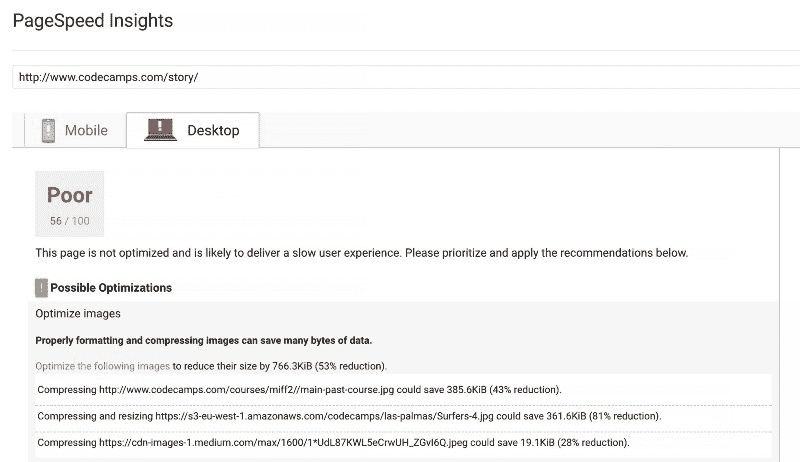 PageSpeed Insights
http://www.codecamps.com/story/
Mobile
Desktop
Poor
56 / 100
This page is not optimized and is likely to deliver a slow user experience. Please prioritize and apply the recommendations below.
! Possible Optimizations
Optimize images
Properly formatting and compressing images can save many bytes of data.
Optimize the following images to reduce their size by 766.3KiB (53% reduction).
Compressing http://www.codecamps.com/courses/miff2//main-past-course.jpg could save 385.6KiB (43% reduction).
Compressing and resizing https://s3-eu-west-1.amazonaws.com/codecamps/las-palmas/Surfers-4.jpg could save 361.6KiB (81% reduction).
Compressing https://cdn-images-1.medium.com/max/1600/1*UdL87KWL5eCrwUH_ZGvI6Q.jpeg could save 19.1KiB (28% reduction).